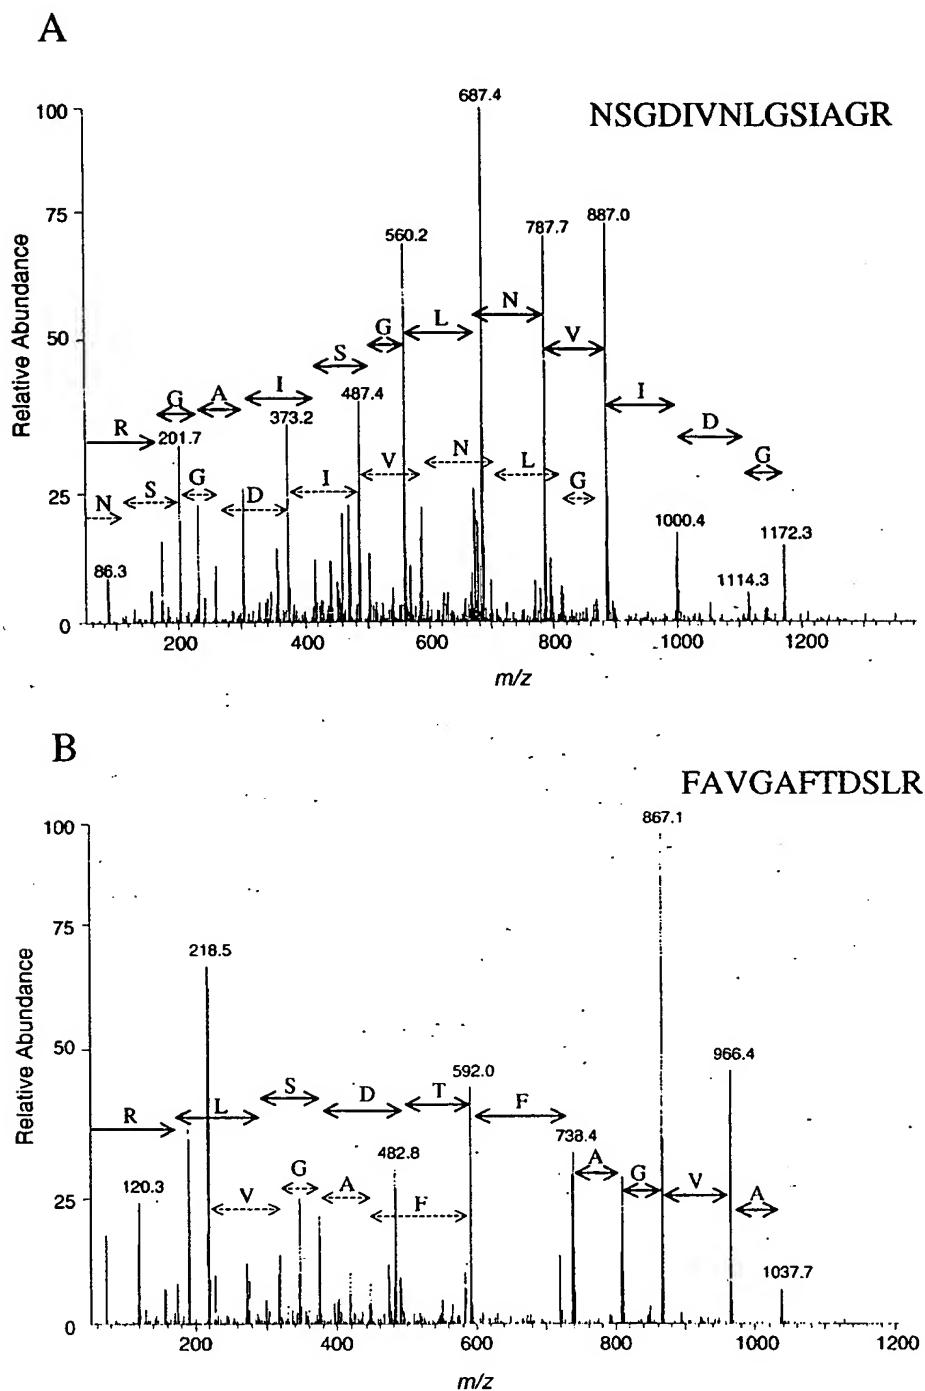 A
NSGDIVNLGSIAGR
Relative Abundance
100
75
50
25
0
687.4
887.0
787.7
560.2
N
L
G
V
S
I
A
G
487.4
373.2
I
R
201.7
D
G
V
N
L
G
I
D
G
S
N
1000.4
1172.3
86.3
1114.3
200
400
600
800
1000
1200
m/z
B
FAVGAFTDSLR
Relative Abundance
100
75
50
25
0
867.1
218.5
966.4
592.0
S
D
T
F
L
R
738.4
482.8
A
G
V
A
120.3
V
G
A
F
1037.7
200
400
600
800
1000
1200
m/z